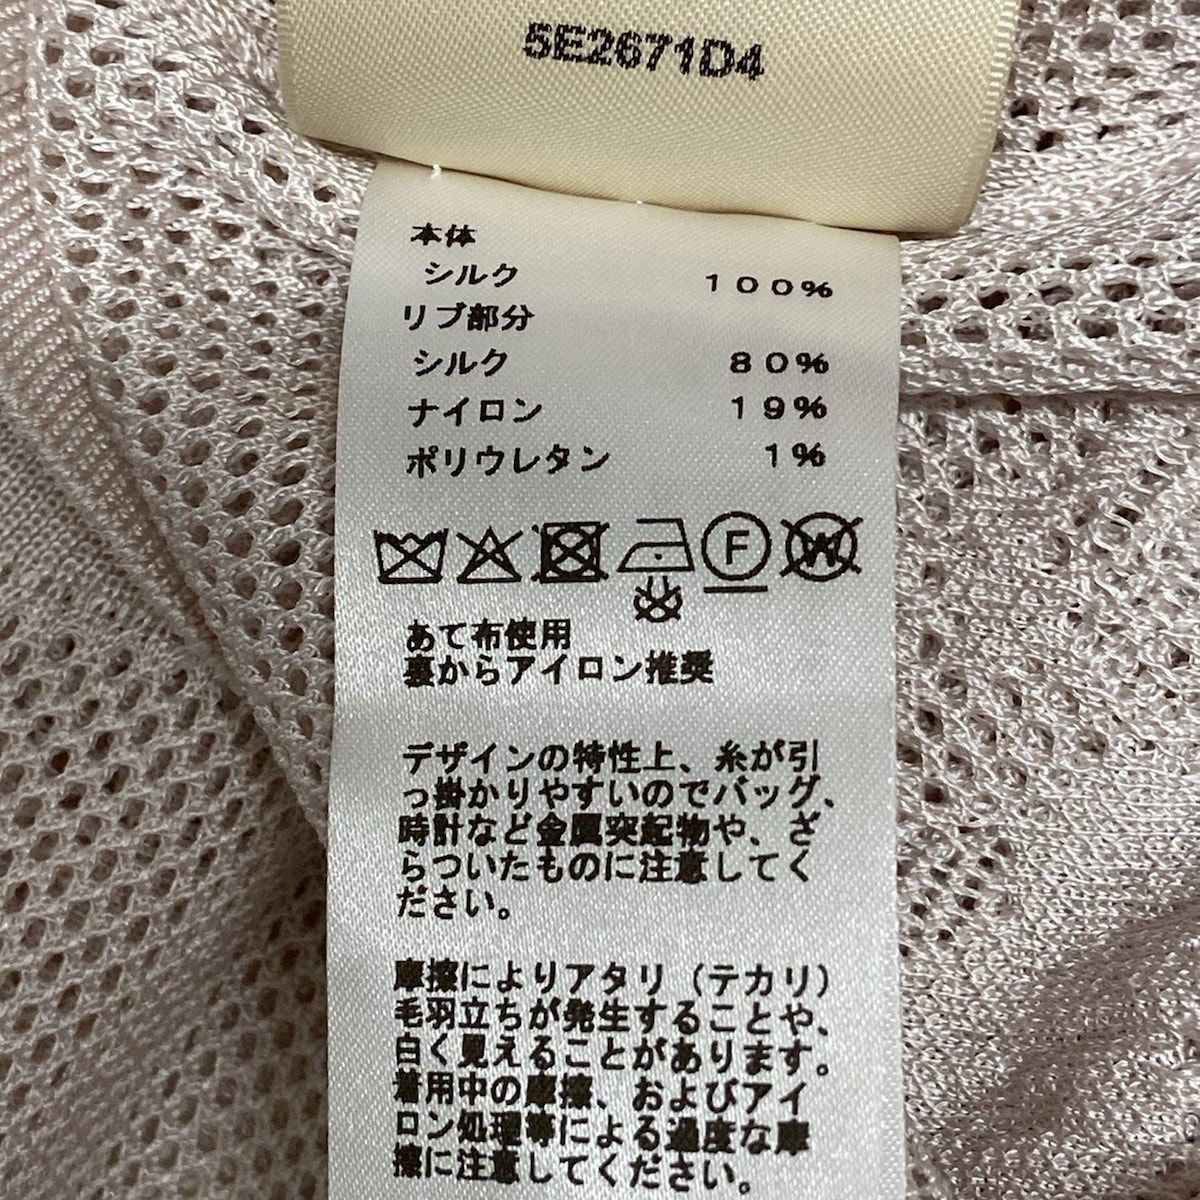 5E2671D4
本体
シルク １００％
リブ部分
シルク ８０％
ナイロン １９％
ポリウレタン １％
F W
あて布使用
裏からアイロン推奨
デザインの特性上、糸が引
っ掛かりやすいのでバッグ、
時計など金属突起物や、ざ
らついたものに注意してく
ださい。
摩擦によりアタリ（テカリ）
毛羽立ちが発生することや、
白く見えることがあります。
着用中の摩擦、およびアイ
ロン処理等による過度な摩
擦に注意してください。